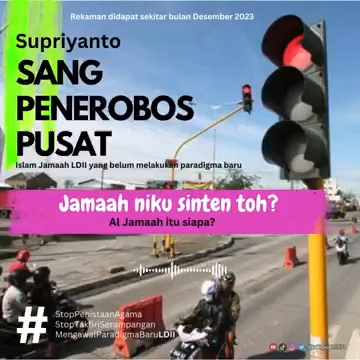 Rekaman didapat sekitar bulan Desember 2023
Supriyanto
SANG
PENEROBOS
PUSAT
Islam Jamaah LDII yang belum melakukan paradigma baru
Jamaah niku sinten toh?
Al Jamaah itu siapa?
#
StopPenistaanAgama
StopTakfiriSerampangan
MengawalParadigmaBaruLDII